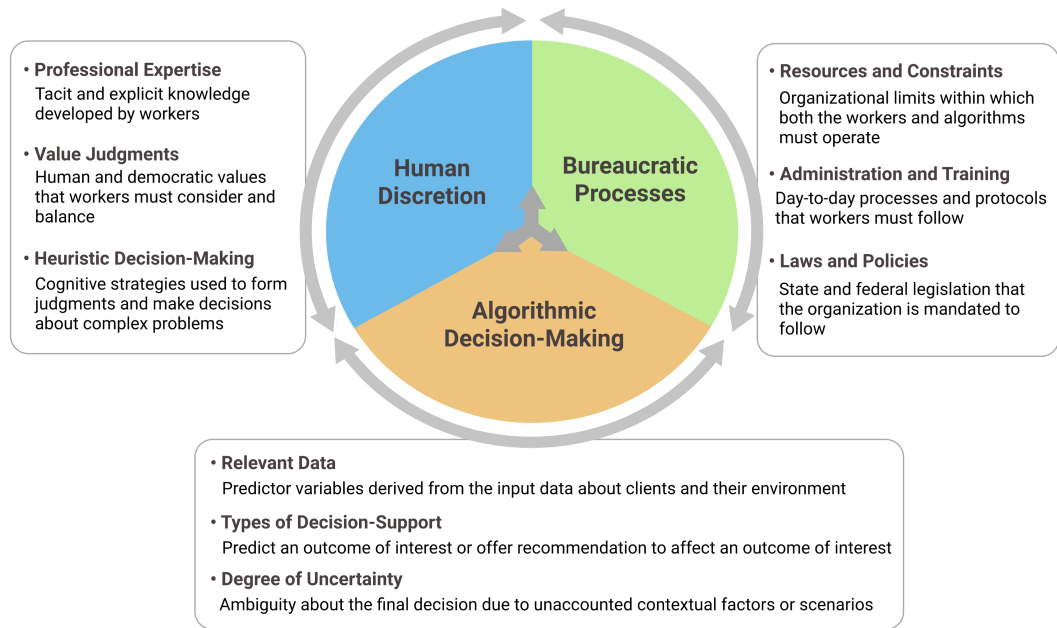 • Professional Expertise
Tacit and explicit knowledge
developed by workers
• Value Judgments
Human and democratic values
that workers must consider and
balance
• Heuristic Decision-Making
Cognitive strategies used to form
judgments and make decisions
about complex problems
Human
Discretion
Bureaucratic
Processes
Algorithmic
Decision-Making
• Resources and Constraints
Organizational limits within which
both the workers and algorithms
must operate
• Administration and Training
Day-to-day processes and protocols
that workers must follow
• Laws and Policies
State and federal legislation that
the organization is mandated to
follow
• Relevant Data
Predictor variables derived from the input data about clients and their environment
• Types of Decision-Support
Predict an outcome of interest or offer recommendation to affect an outcome of interest
• Degree of Uncertainty
Ambiguity about the final decision due to unaccounted contextual factors or scenarios